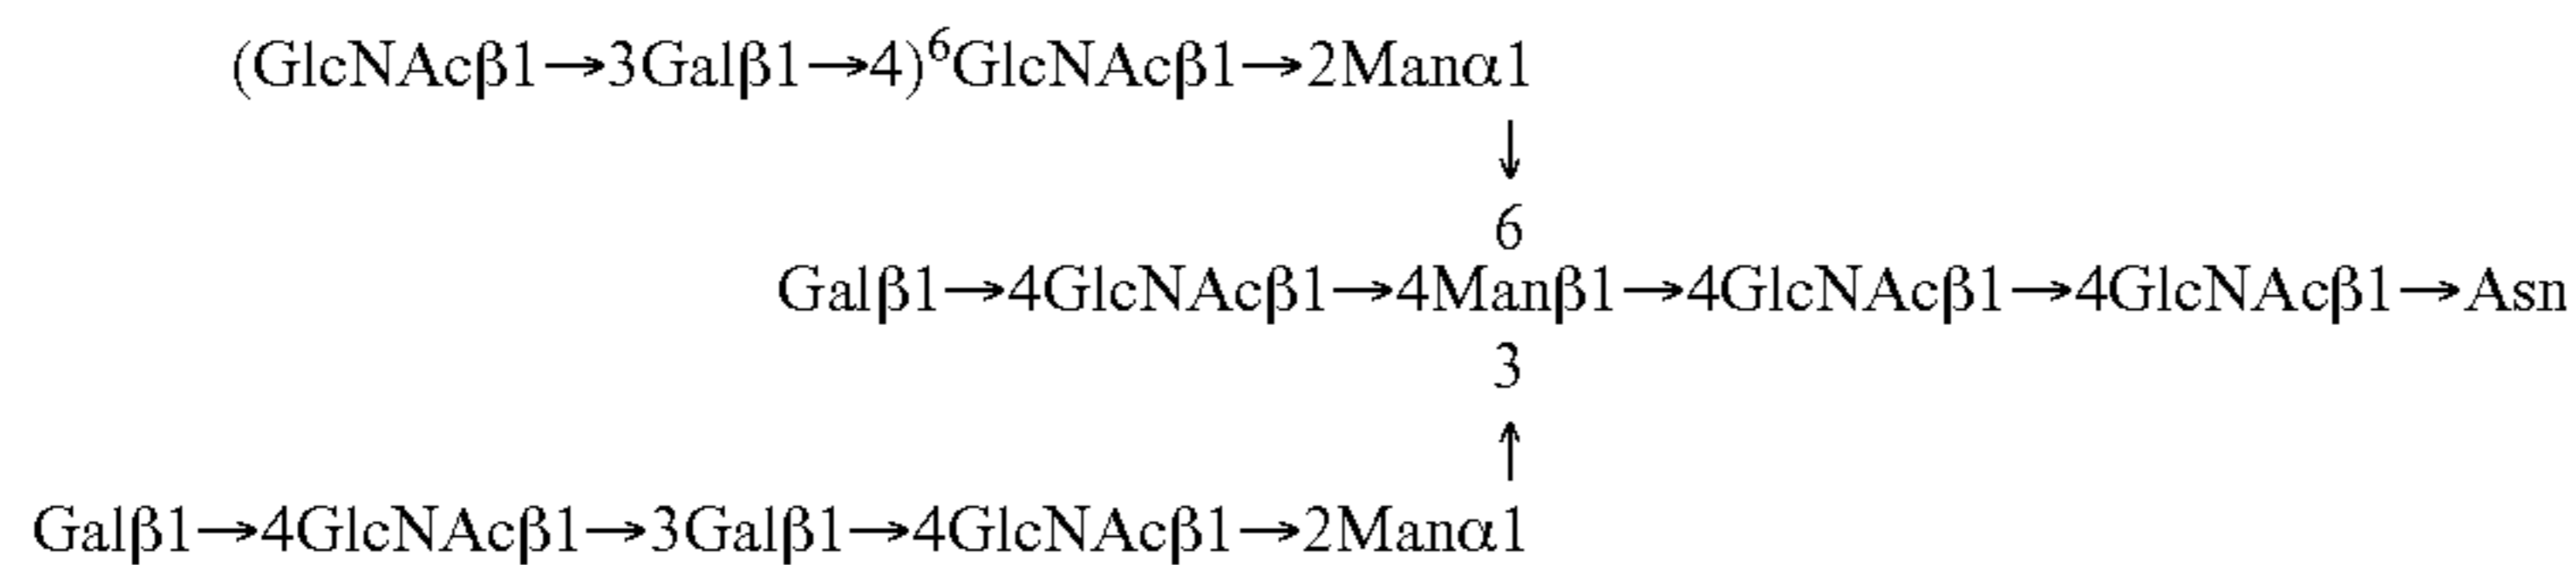 (GlcNAcβ1→3Galβ1→4)⁶GlcNAcβ1→2Manα1
↓
6
Galβ1→4GlcNAcβ1→4Manβ1→4GlcNAcβ1→4GlcNAcβ1→Asn
3
↑
Galβ1→4GlcNAcβ1→3Galβ1→4GlcNAcβ1→2Manα1